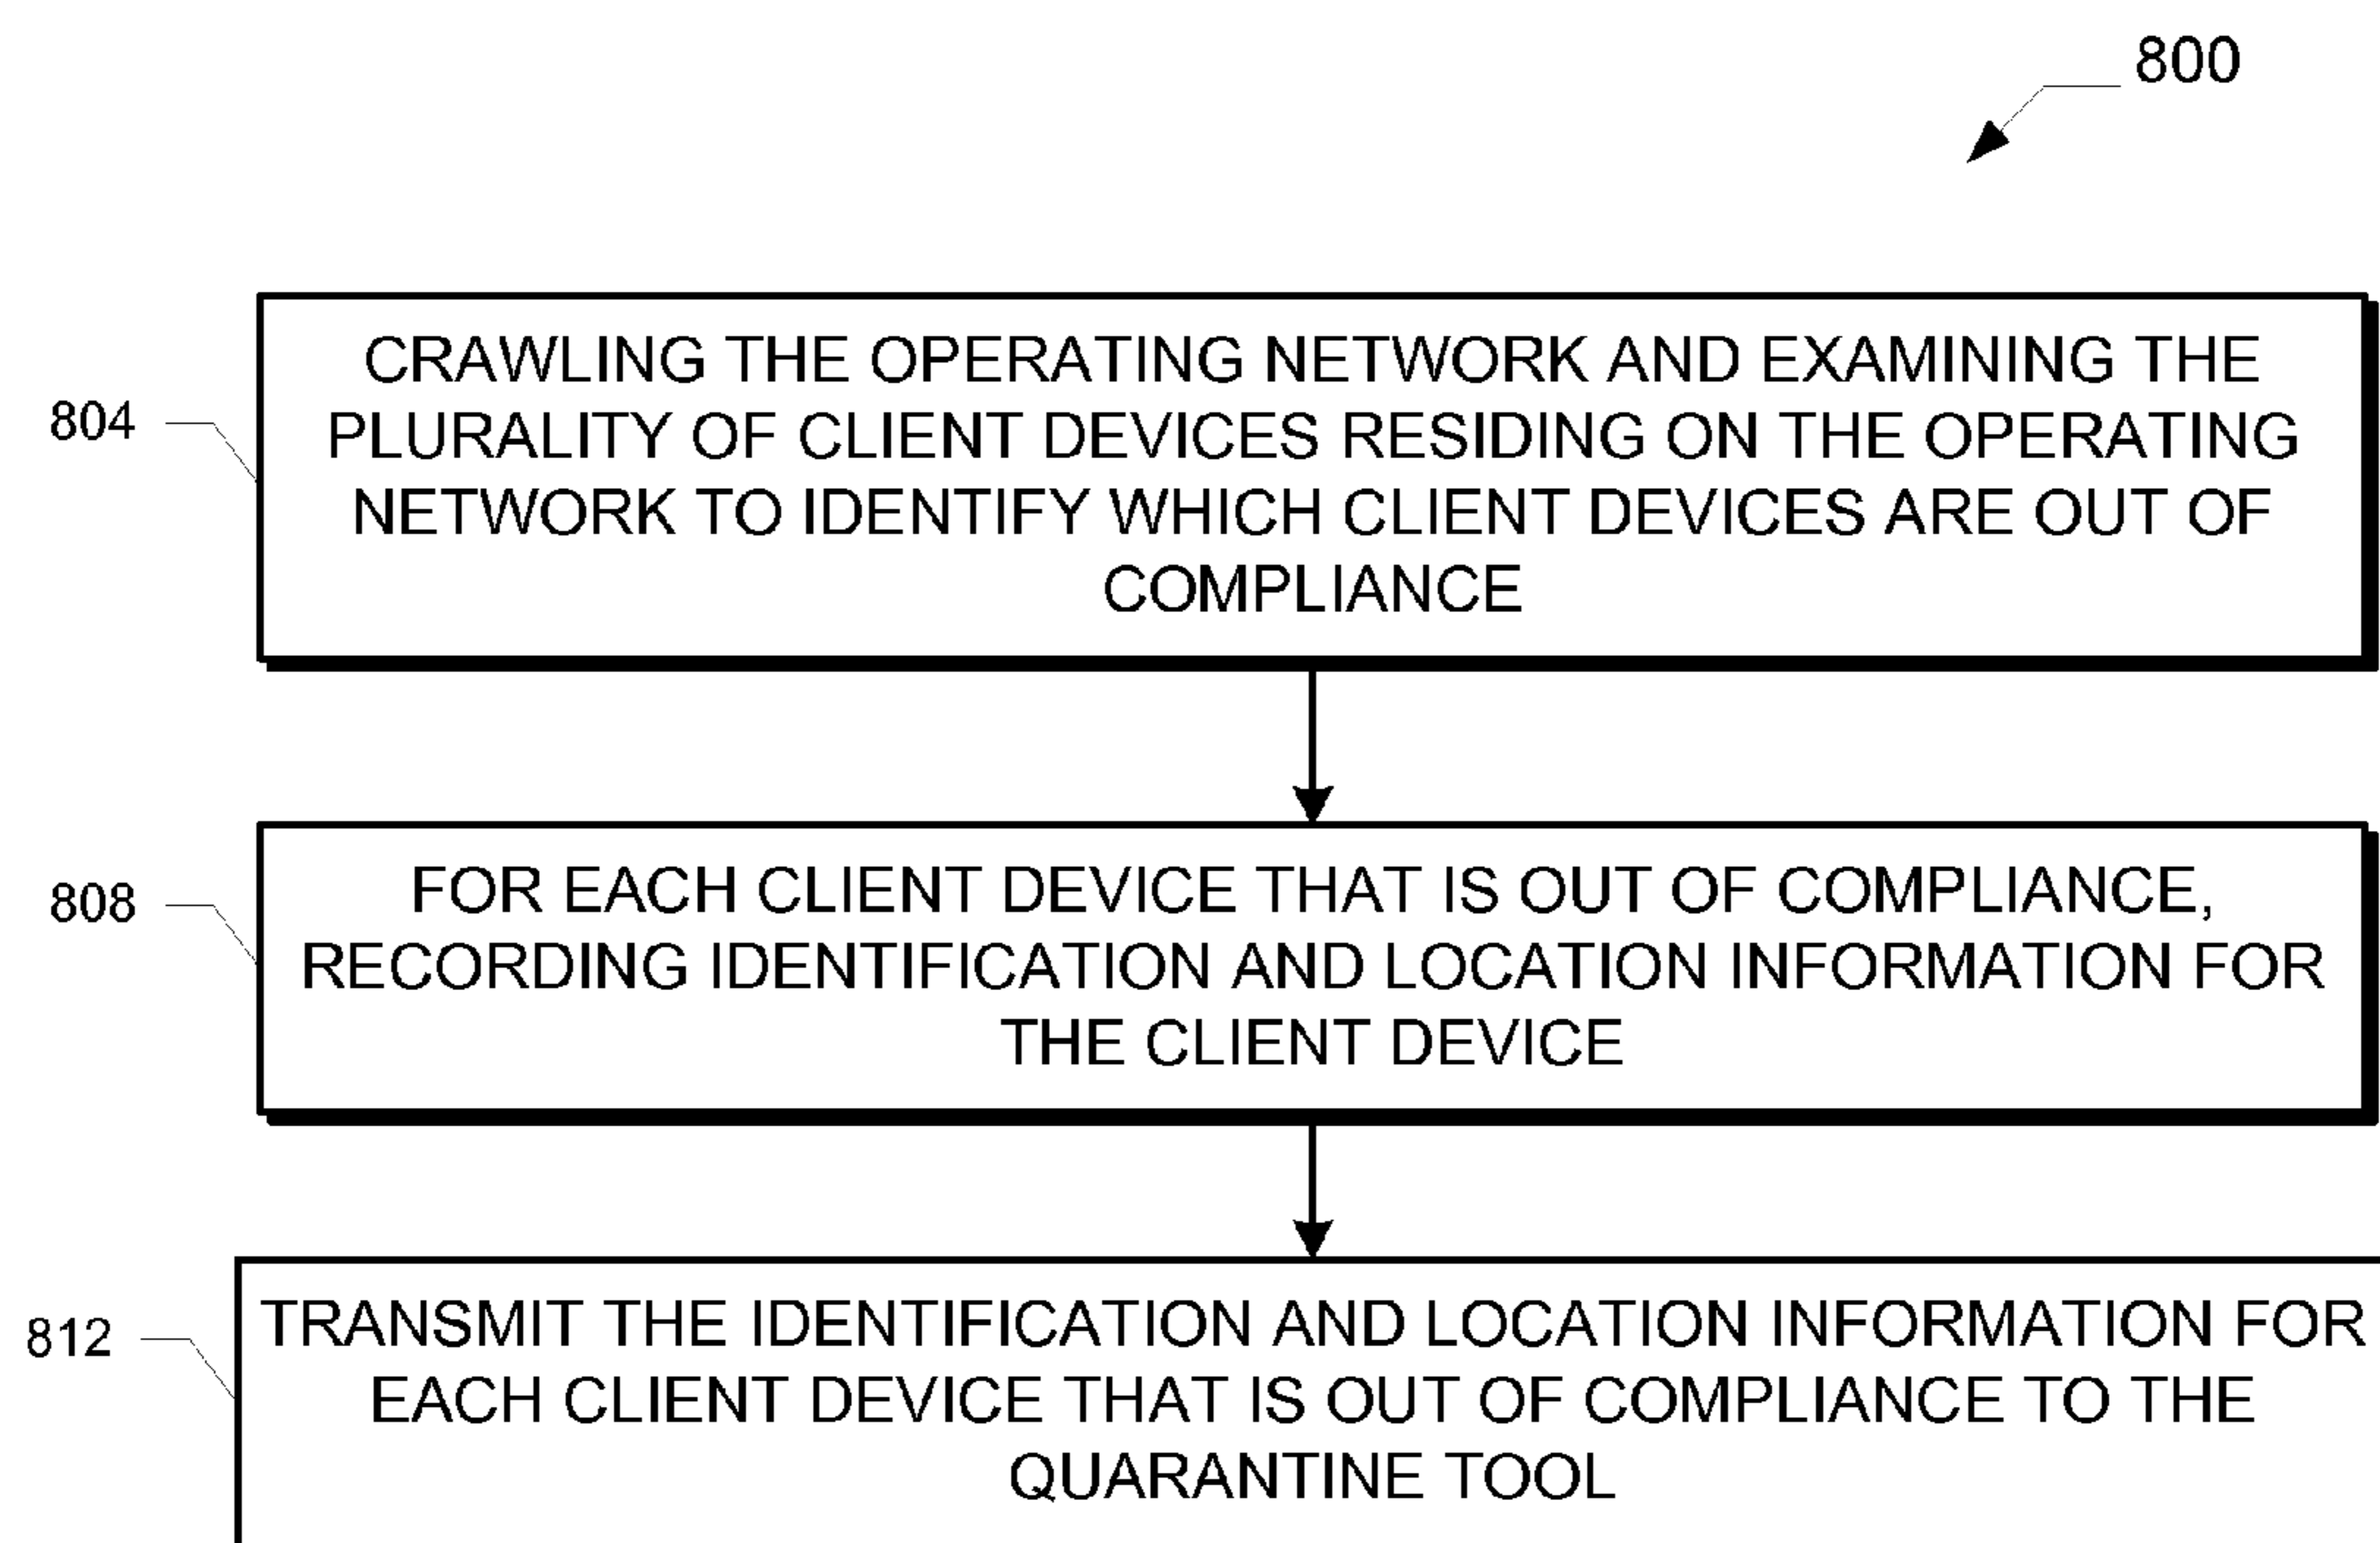 800
804
CRAWLING THE OPERATING NETWORK AND EXAMINING THE
PLURALITY OF CLIENT DEVICES RESIDING ON THE OPERATING
NETWORK TO IDENTIFY WHICH CLIENT DEVICES ARE OUT OF
COMPLIANCE
808
FOR EACH CLIENT DEVICE THAT IS OUT OF COMPLIANCE,
RECORDING IDENTIFICATION AND LOCATION INFORMATION FOR
THE CLIENT DEVICE
812
TRANSMIT THE IDENTIFICATION AND LOCATION INFORMATION FOR
EACH CLIENT DEVICE THAT IS OUT OF COMPLIANCE TO THE
QUARANTINE TOOL